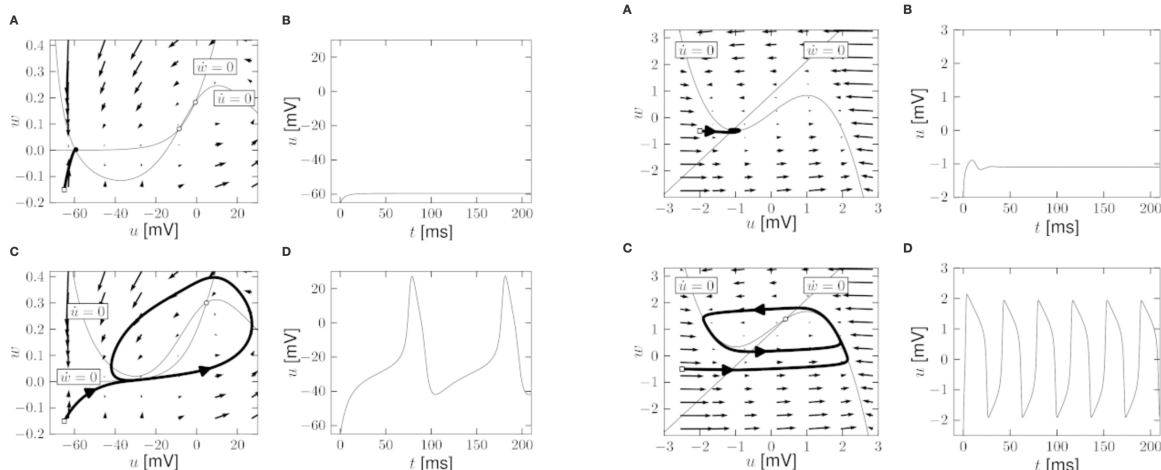 A
0.4
0.3
0.2
0.1
0.0
−0.1
−0.2
w
ẇ = 0
u̇ = 0
−60 −40 −20 0 20
u [mV]
B
20
0
−20
−40
−60
u [mV]
0 50 100 150 200
t [ms]
A
3
2
1
0
−1
−2
w
u̇ = 0
ẇ = 0
−3 −2 −1 0 1 2 3
u [mV]
B
3
2
1
0
−1
−2
u [mV]
0 50 100 150 200
t [ms]
C
0.4
0.3
0.2
0.1
0.0
−0.1
−0.2
w
u̇ = 0
ẇ = 0
−60 −40 −20 0 20
u [mV]
D
20
0
−20
−40
−60
u [mV]
0 50 100 150 200
t [ms]
C
3
2
1
0
−1
−2
w
u̇ = 0
ẇ = 0
−3 −2 −1 0 1 2 3
u [mV]
D
2
0
−2
u [mV]
0 50 100 150 200
t [ms]